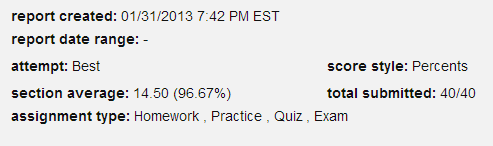 report created: 01/31/2013 7:42 PM EST
report date range: -
attempt: Best score style: Percents
section average: 14.50 (96.67%) total submitted: 40/40
assignment type: Homework , Practice , Quiz , Exam